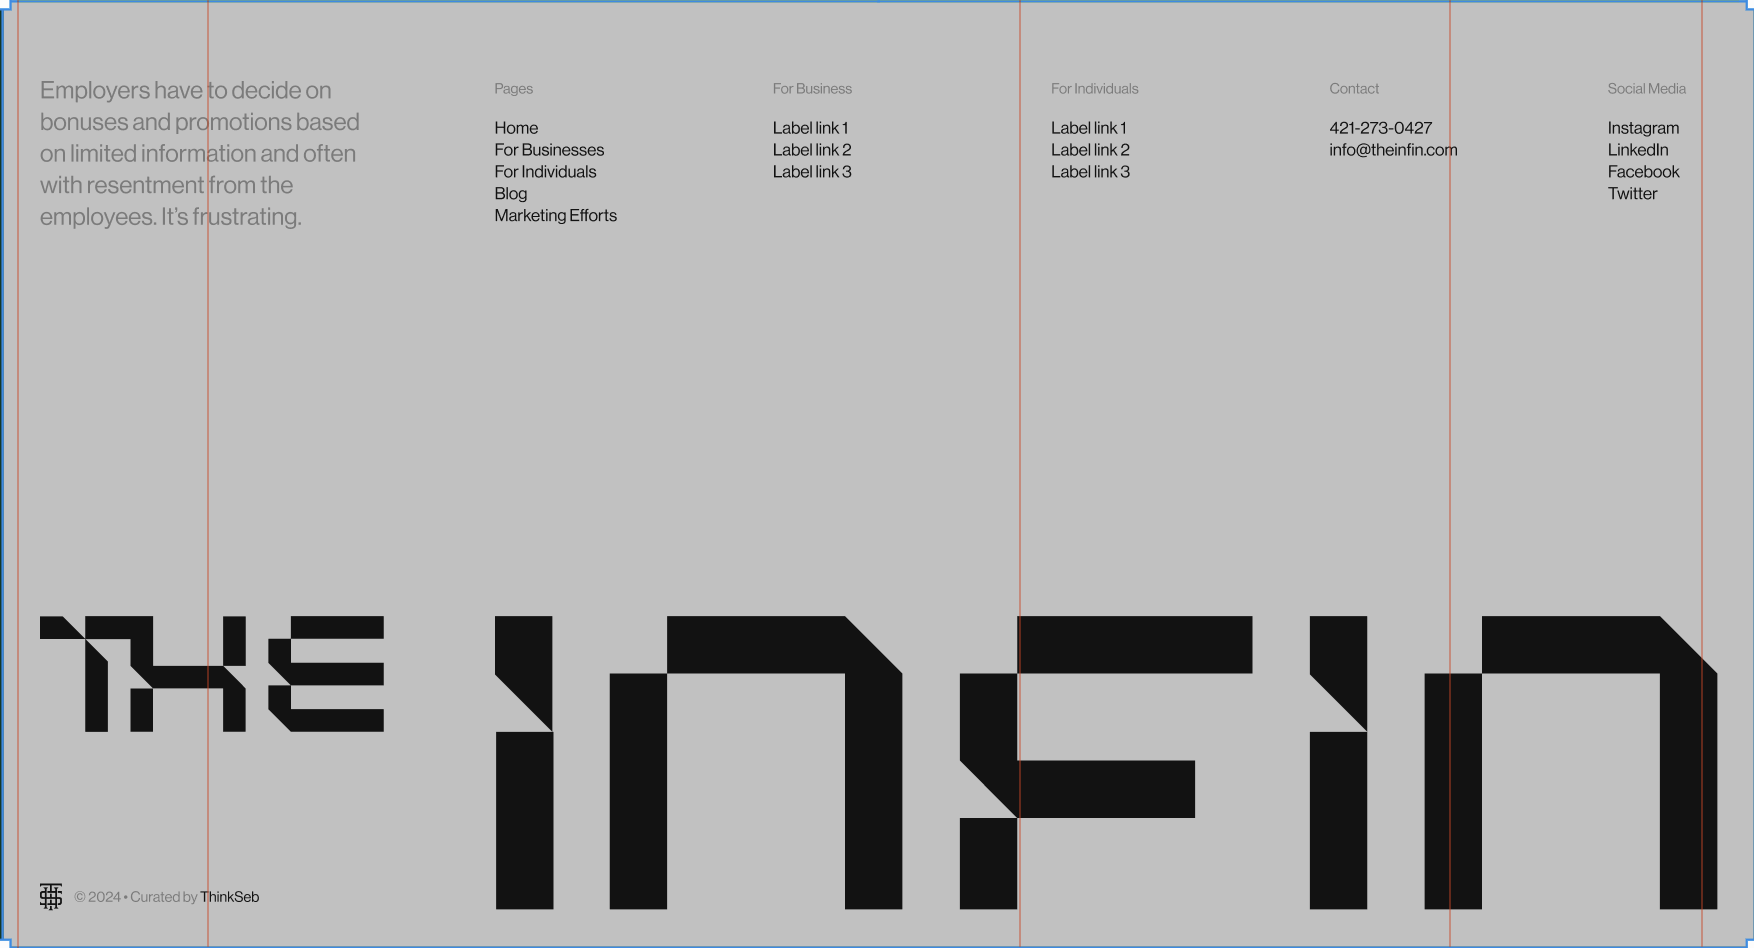 Employers have to decide on
bonuses and promotions based
on limited information and often
with resentment from the
employees. It’s frustrating.
Pages
Home
For Businesses
For Individuals
Blog
Marketing Efforts
For Business
Label link 1
Label link 2
Label link 3
For Individuals
Label link 1
Label link 2
Label link 3
Contact
421-273-0427
info@theinfin.com
Social Media
Instagram
LinkedIn
Facebook
Twitter
THE INFIN
© 2024 • Curated by ThinkSeb